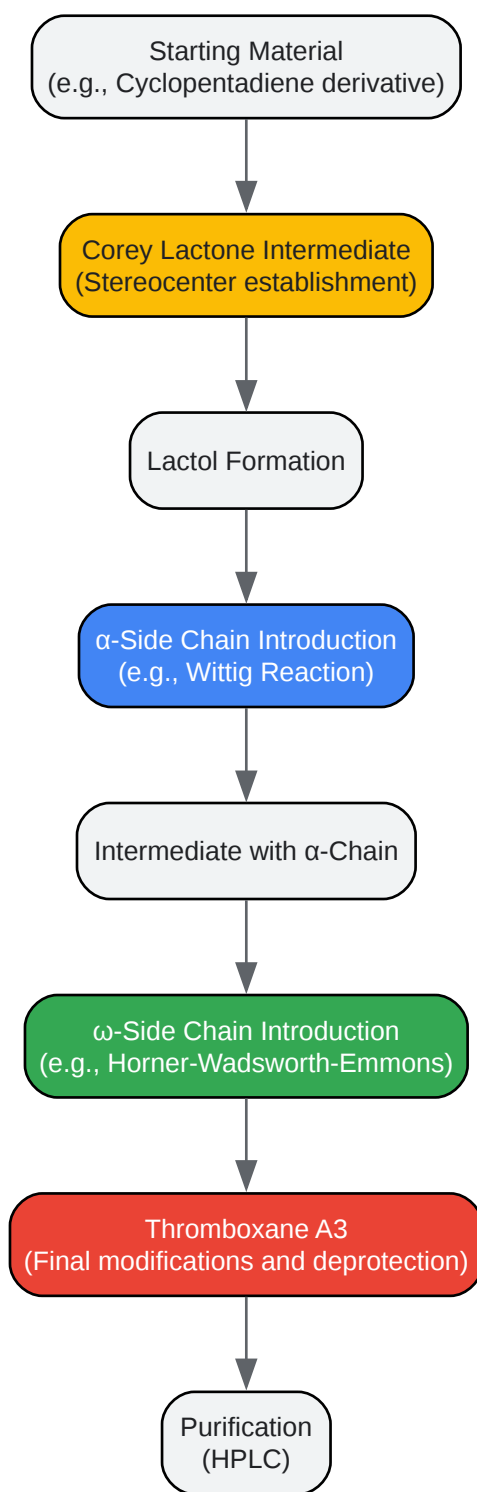 Starting Material
(e.g., Cyclopentadiene derivative)
Corey Lactone Intermediate
(Stereocenter establishment)
Lactol Formation
α-Side Chain Introduction
(e.g., Wittig Reaction)
Intermediate with α-Chain
ω-Side Chain Introduction
(e.g., Horner-Wadsworth-Emmons)
Thromboxane A3
(Final modifications and deprotection)
Purification
(HPLC)